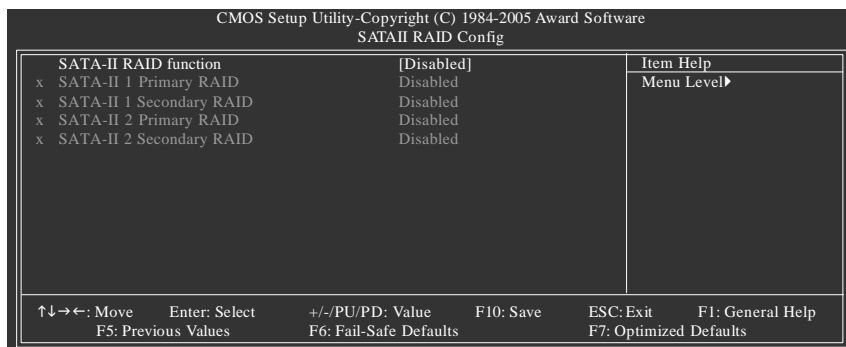 CMOS Setup Utility-Copyright (C) 1984-2005 Award Software
SATAII RAID Config
SATA-II RAID function [Disabled] Item Help
x SATA-II 1 Primary RAID Disabled Menu Level▶
x SATA-II 1 Secondary RAID Disabled
x SATA-II 2 Primary RAID Disabled
x SATA-II 2 Secondary RAID Disabled
↑↓→←: Move Enter: Select +/-/PU/PD: Value F10: Save ESC: Exit F1: General Help
F5: Previous Values F6: Fail-Safe Defaults F7: Optimized Defaults